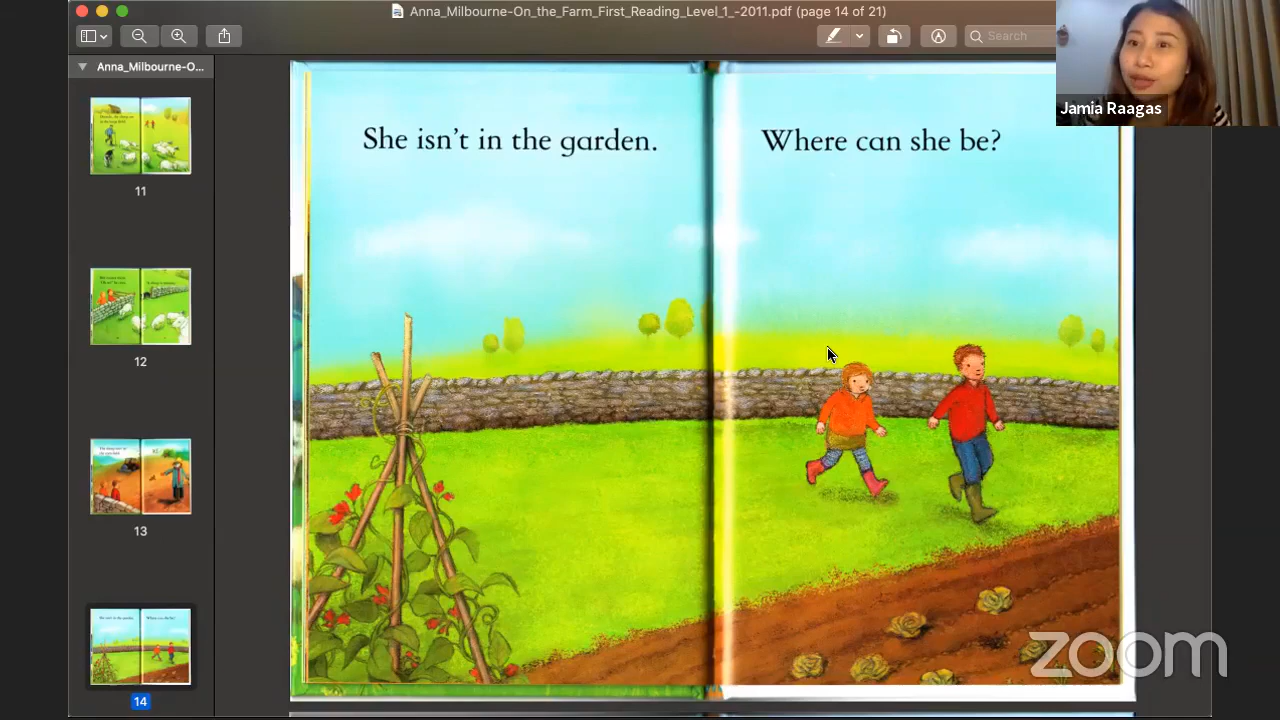 Anna_Milbourne-On_the_Farm_First_Reading_Level_1_-2011.pdf (page 14 of 21)
Search
Anna_Milbourne-O...
Jamia Raagas
She isn't in the garden.
Where can she be?
11
12
13
14
zoom